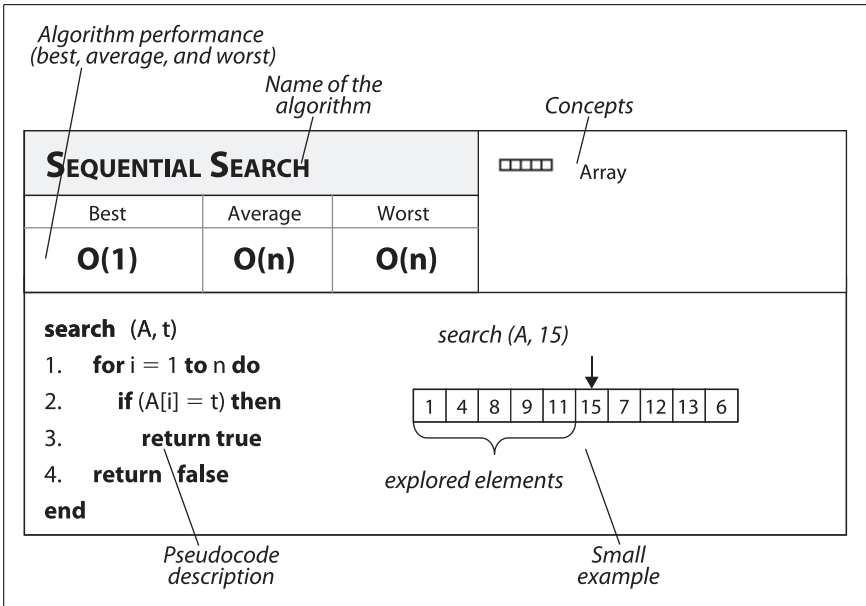 Algorithm performance
(best, average, and worst)
Name of the
algorithm
Concepts
SEQUENTIAL SEARCH
Array
Best Average Worst
O(1) O(n) O(n)
search (A, t)
1. for i = 1 to n do
2. if (A[i] = t) then
3. return true
4. return false
end
search (A, 15)
1 4 8 9 11 15 7 12 13 6
explored elements
Pseudocode
description
Small
example